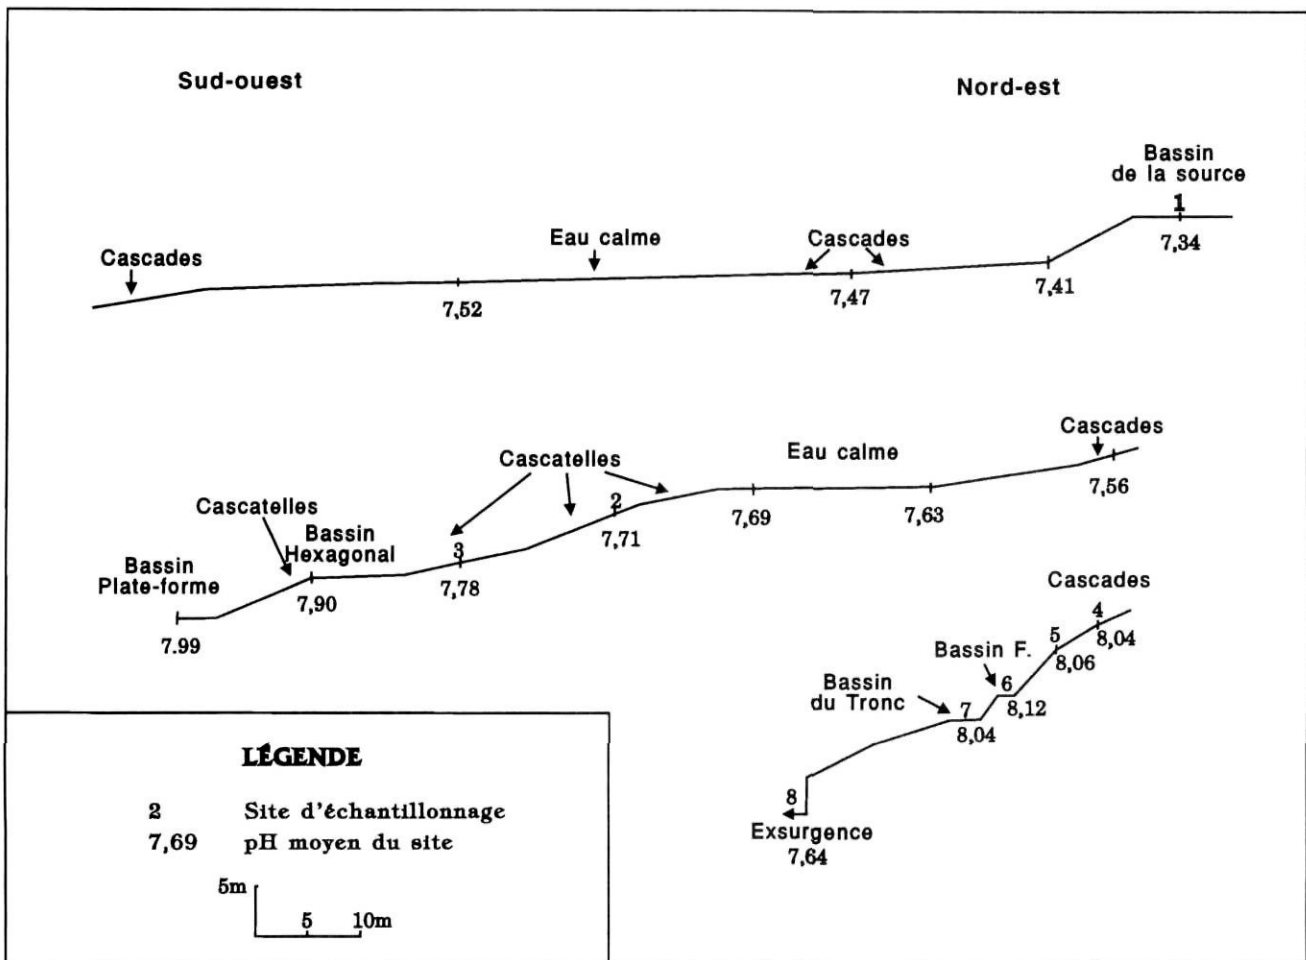 Sud-ouest
Nord-est
Bassin
de la source
1
7,34
Cascades
Eau calme
Cascades
7,52
7,47
7,41
Cascades
Eau calme
Cascatelles
Cascatelles
2
7,56
7,63
7,69
7,71
Bassin
Hexagonal
3
7,78
7,90
Bassin
Plate-forme
7.99
Cascades
4
8,04
5
8,06
Bassin F.
6
8,12
Bassin
du Tronc
7
8,04
8
Exsurgence
7,64
LÉGENDE
2 Site d'échantillonnage
7,69 pH moyen du site
5m
5 10m